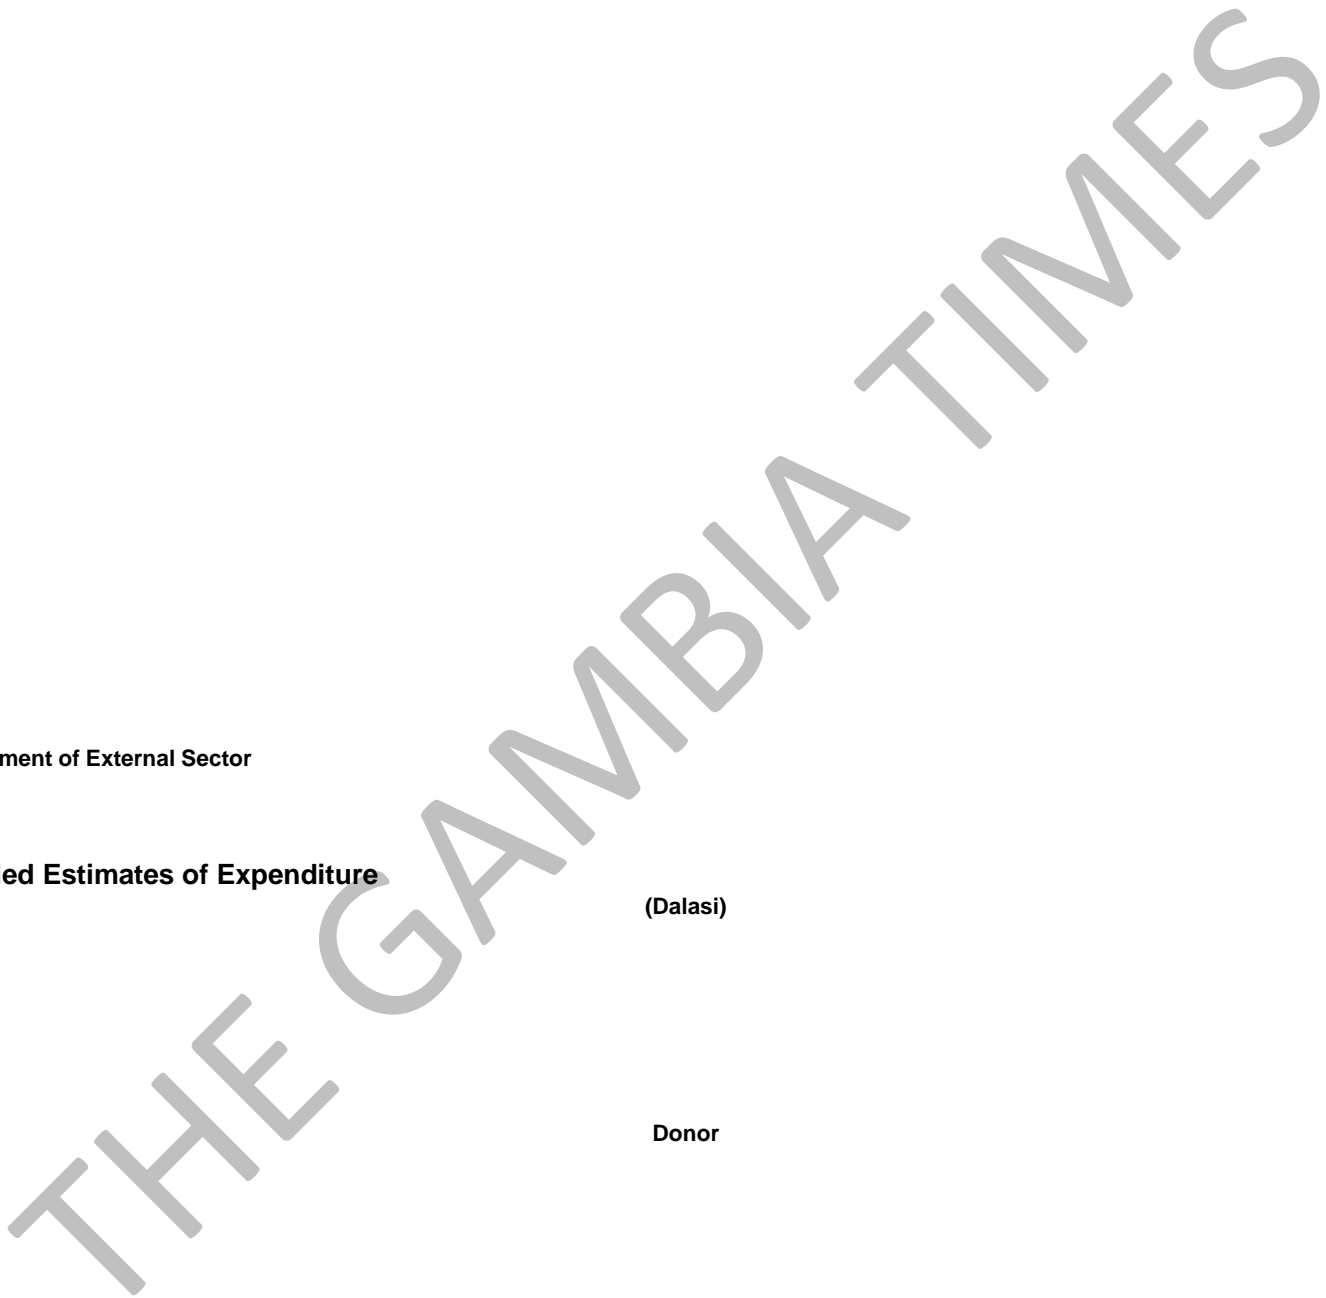 THE GAMBIA TIMES
ment of External Sector
led Estimates of Expenditure
(Dalasi)
Donor